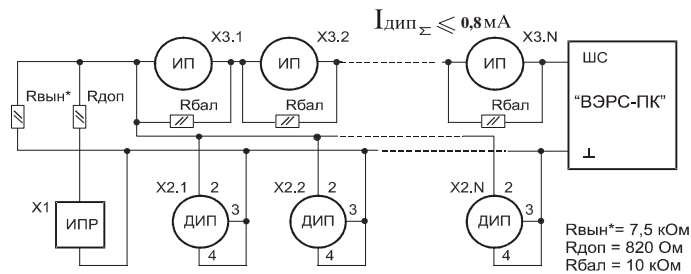 Iдип Σ ⩽ 0,8мА
X3.1
X3.2
X3.N
ИП
ИП
ИП
ШС
Rвын*
Rдоп
Rбал
Rбал
Rбал
"ВЭРС-ПК"
⊥
X1
ИПР
X2.1
2
ДИП
3
4
X2.2
2
ДИП
3
4
X2.N
2
ДИП
3
4
Rвын*= 7,5 кОм
Rдоп = 820 Ом
Rбал = 10 кОм